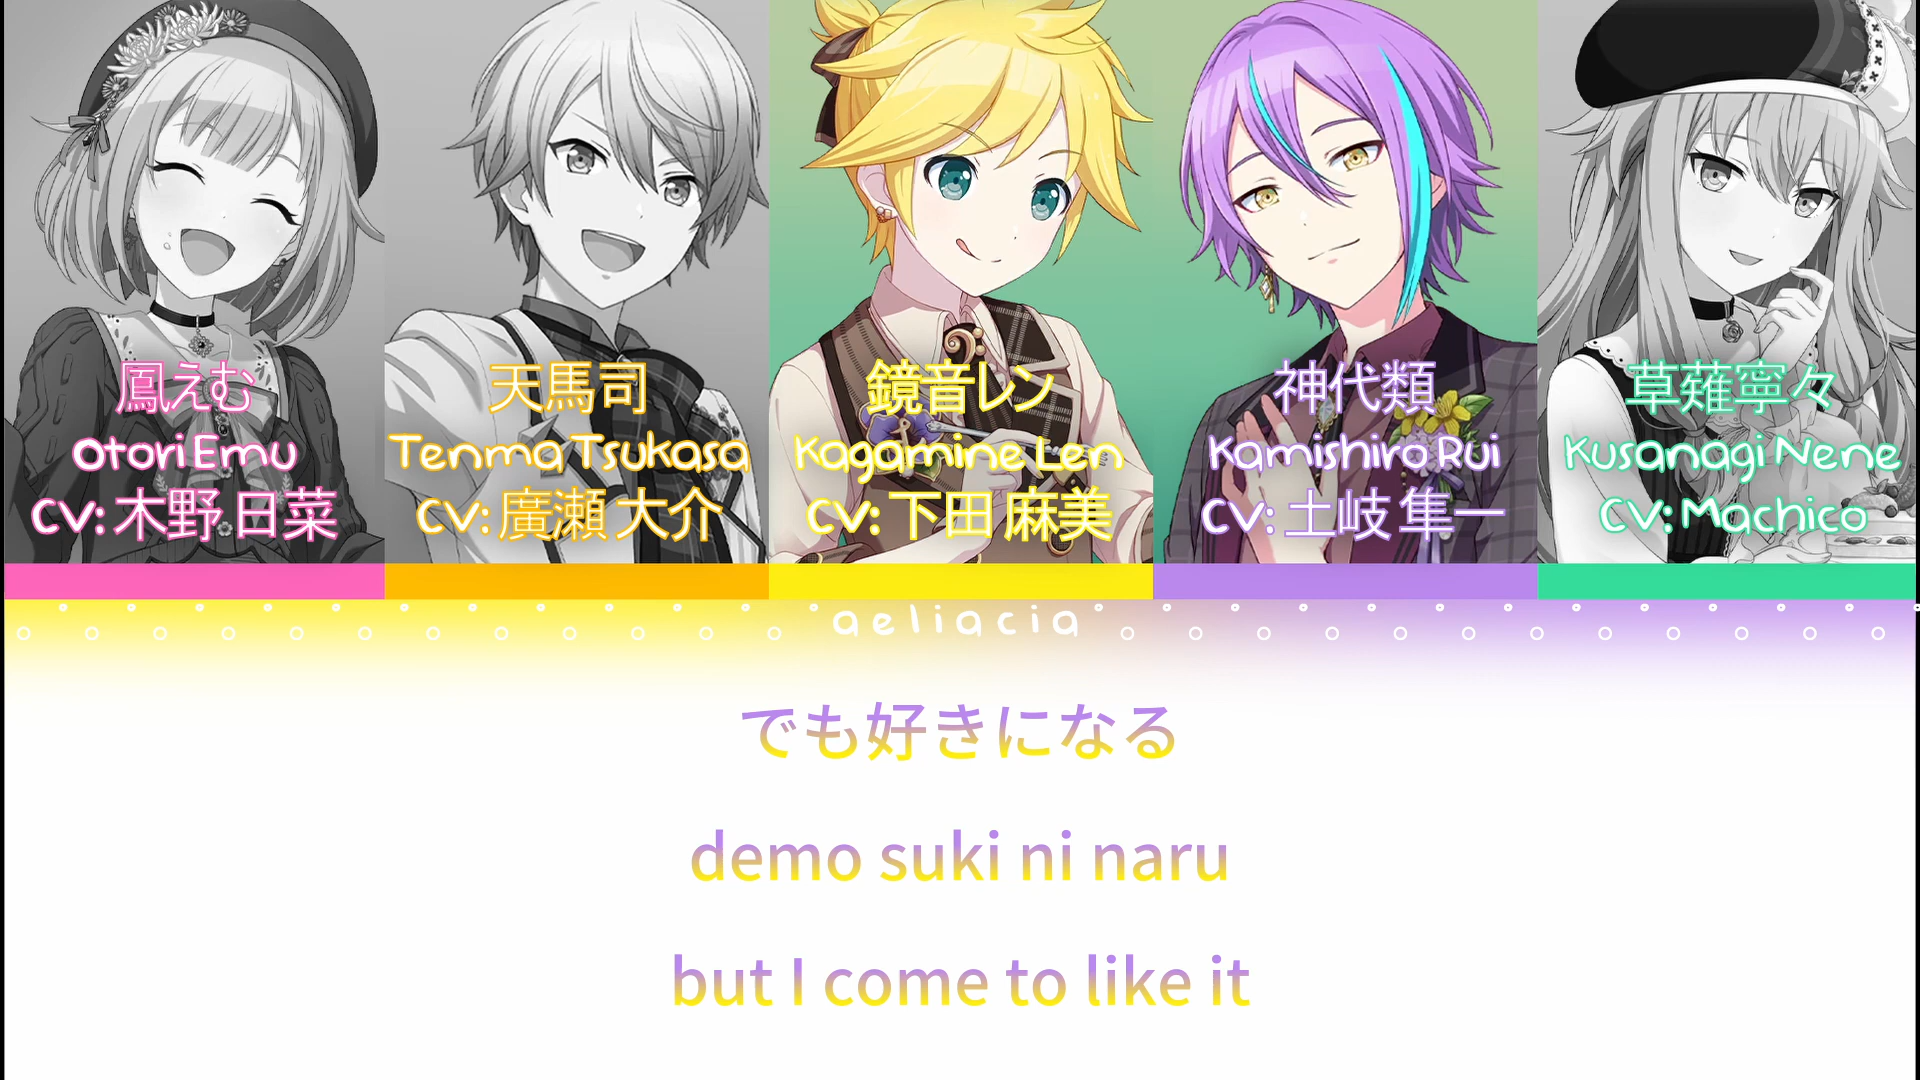 鳳えむ
Otori Emu
CV: 木野 日菜
天馬司
Tenma Tsukasa
CV: 廣瀬 大介
鏡音レン
Kagamine Len
CV: 下田 麻美
神代類
Kamishiro Rui
CV: 土岐 隼一
草薙寧々
Kusanagi Nene
CV: Machico
aeliacia
でも好きになる
demo suki ni naru
but I come to like it